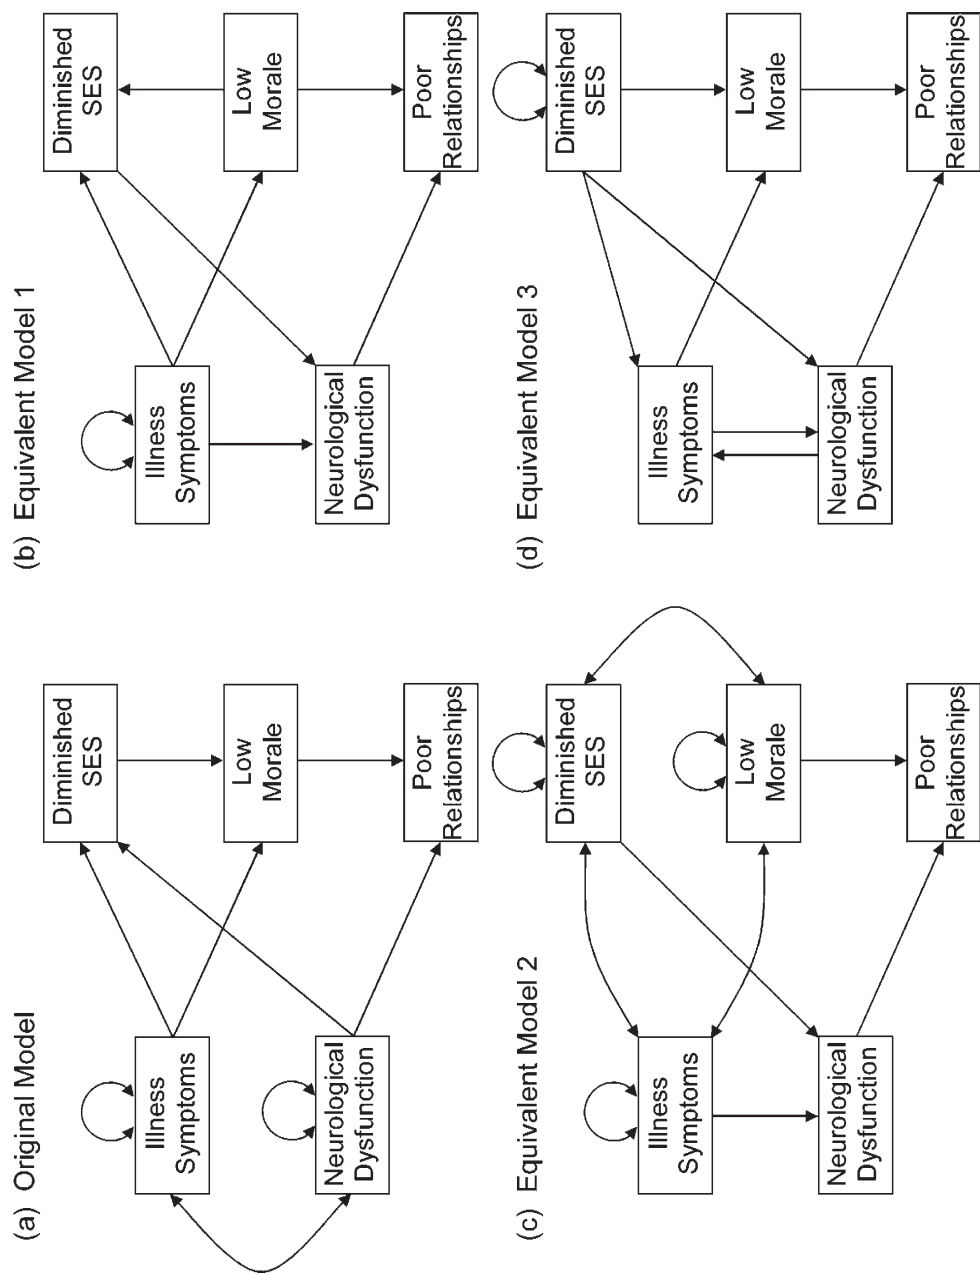 (a) Original Model
Illness
Symptoms
Neurological
Dysfunction
Diminished
SES
Low
Morale
Poor
Relationships
(b) Equivalent Model 1
Illness
Symptoms
Neurological
Dysfunction
Diminished
SES
Low
Morale
Poor
Relationships
(c) Equivalent Model 2
Illness
Symptoms
Neurological
Dysfunction
Diminished
SES
Low
Morale
Poor
Relationships
(d) Equivalent Model 3
Illness
Symptoms
Neurological
Dysfunction
Diminished
SES
Low
Morale
Poor
Relationships